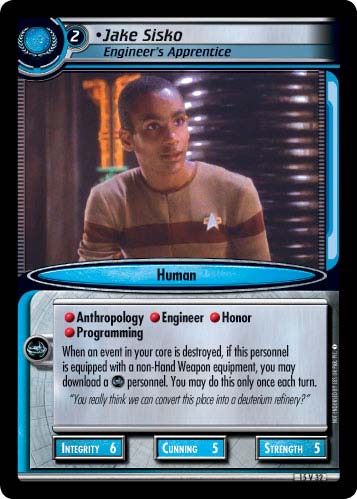 2
•Jake Sisko
Engineer's Apprentice
Human
Anthropology Engineer Honor
Programming
When an event in your core is destroyed, if this personnel
is equipped with a non-Hand Weapon equipment, you may
download a personnel. You may do this only once each turn.
"You really think we can convert this place into a deuterium refinery?"
INTEGRITY 6 CUNNING 5 STRENGTH 5
15 V 32